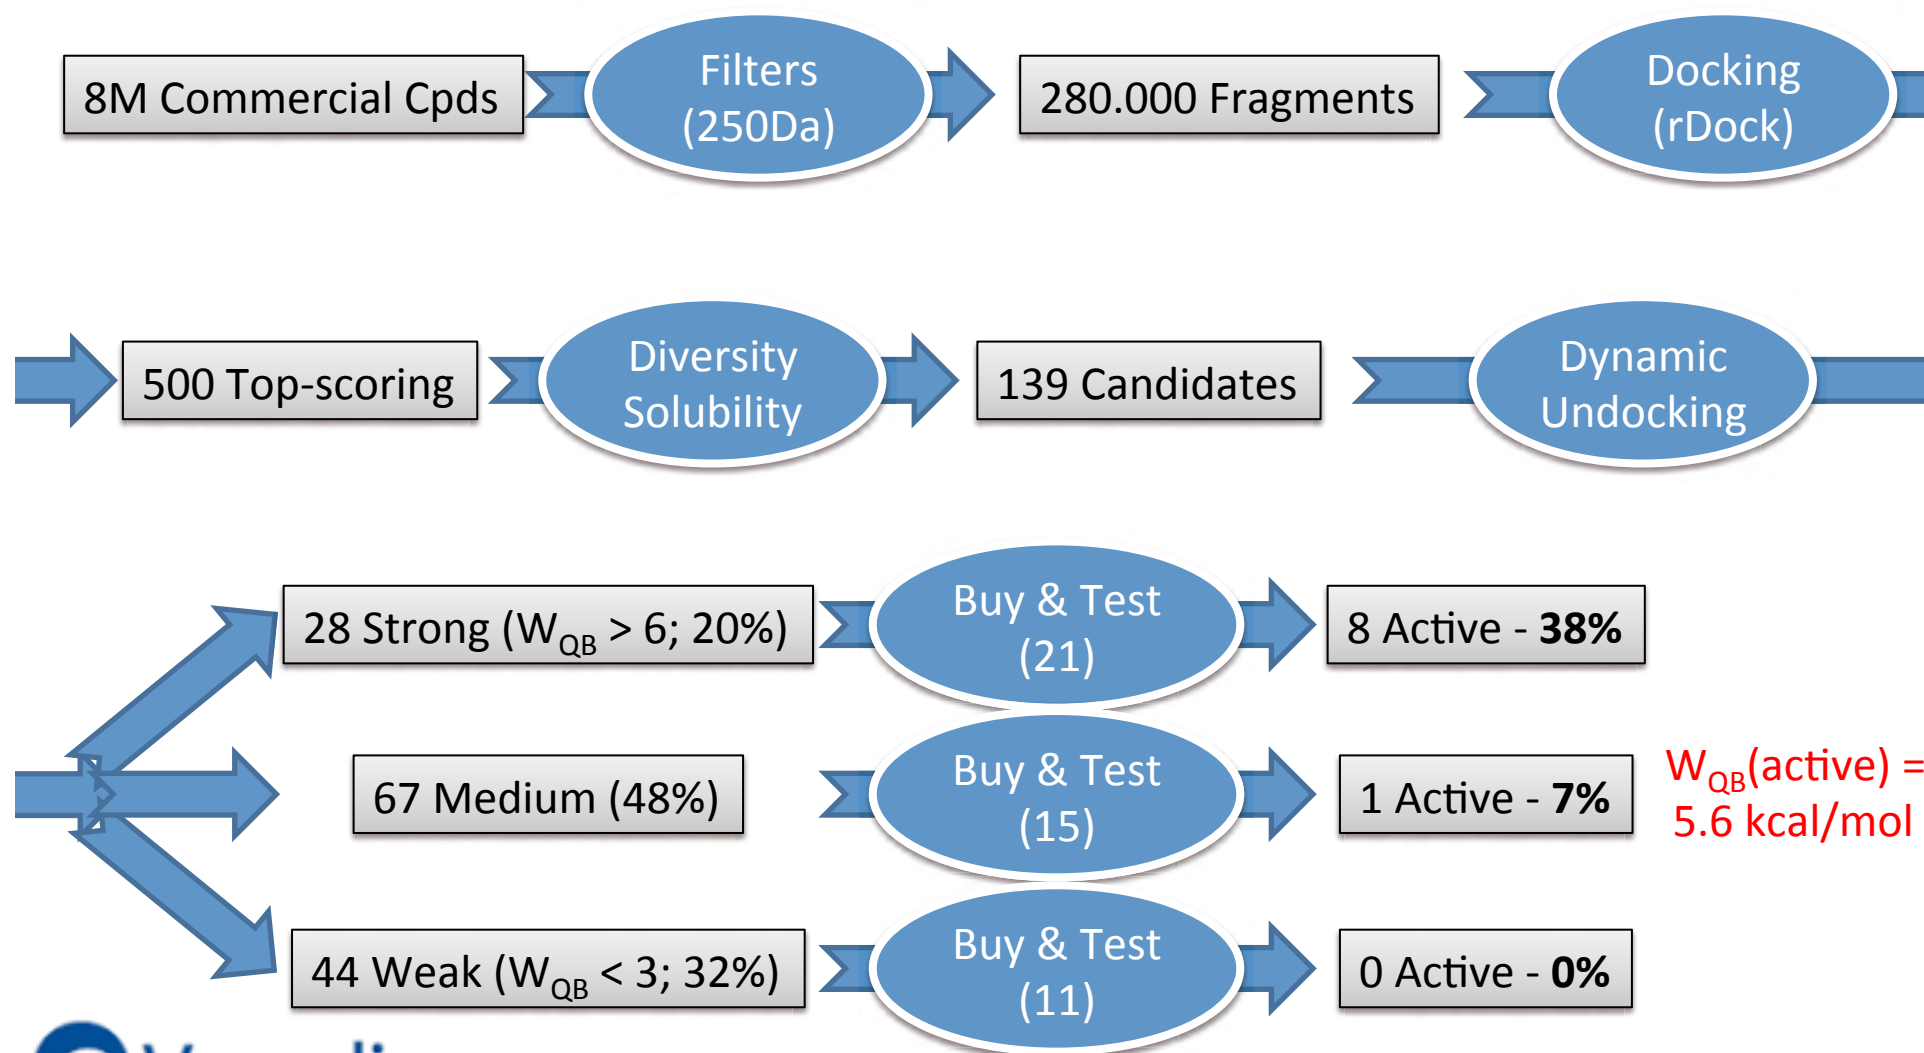 8M Commercial Cpds
Filters
(250Da)
280.000 Fragments
Docking
(rDock)
500 Top-scoring
Diversity
Solubility
139 Candidates
Dynamic
Undocking
28 Strong (WQB > 6; 20%)
Buy & Test
(21)
8 Active - 38%
67 Medium (48%)
Buy & Test
(15)
1 Active - 7%
WQB(active) =
5.6 kcal/mol
44 Weak (WQB < 3; 32%)
Buy & Test
(11)
0 Active - 0%